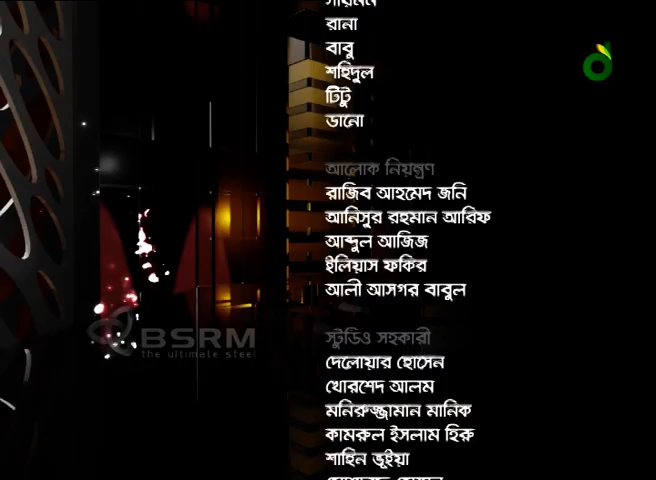 সায়মন
রানা
বাবু
শহিদুল
টিটু
ডানো
আলোক নিয়ন্ত্রণ
রাজিব আহমেদ জনি
আনিসুর রহমান আরিফ
আব্দুল আজিজ
ইলিয়াস ফকির
আলী আসগর বাবুল
BSRM
the ultimate steel
স্টুডিও সহকারী
দেলোয়ার হোসেন
খোরশেদ আলম
মনিরুজ্জামান মানিক
কামরুল ইসলাম হিরু
শাহিন ভূইয়া